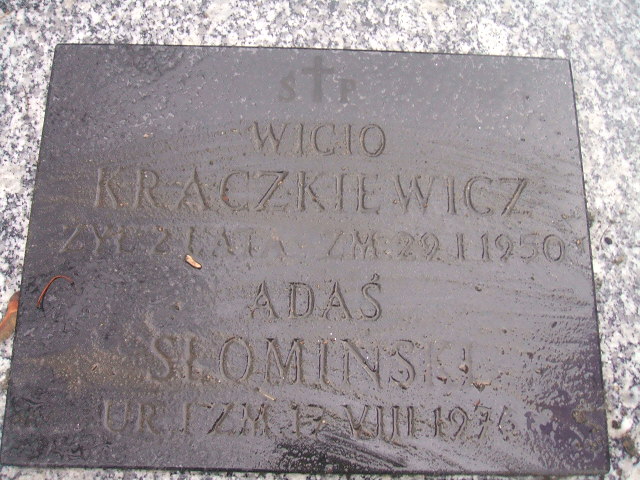 Ś P
WICIO
KRACZKIEWICZ
ŻYŁ 2 LATA ZM. 29 I 1950
ADAŚ
SŁOMIŃSKI
UR. I ZM. 17 VIII 1976